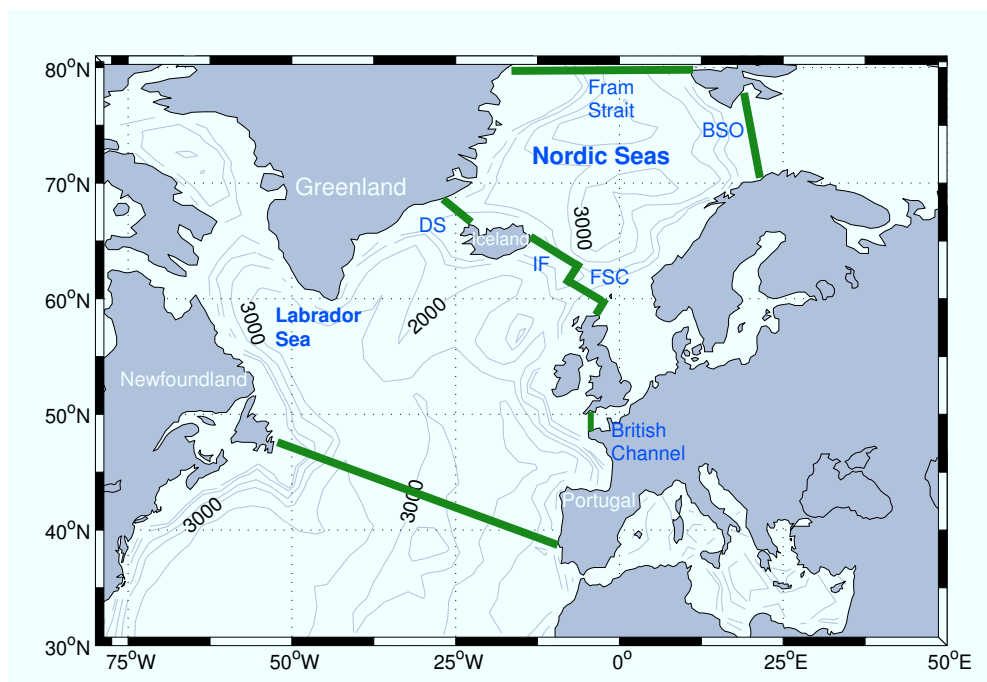 80°N
Fram
Strait
BSO
Nordic Seas
70°N
Greenland
DS
Iceland
3000
IF
FSC
60°N
3000
Labrador
Sea
2000
Newfoundland
50°N
British
Channel
3000
Portugal
3000
40°N
30°N
75°W
50°W
25°W
0°
25°E
50°E